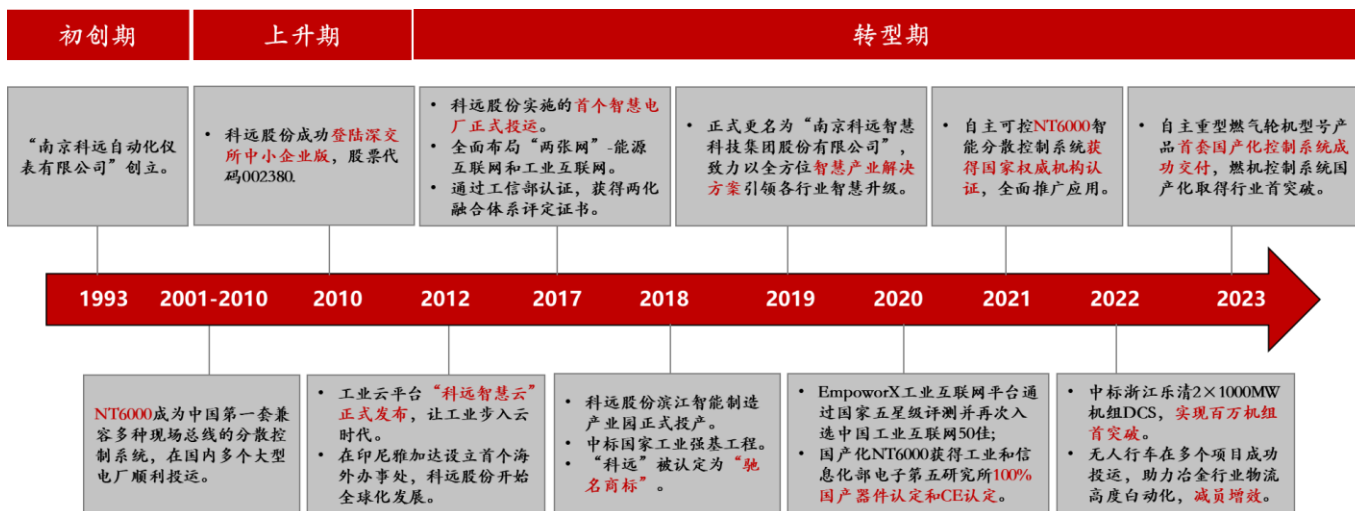 初创期
上升期
转型期
“南京科远自动化仪
表有限公司”创立。
• 科远股份成功登陆深交
所中小企业版，股票代
码002380.
• 科远股份实施的首个智慧电
厂正式投运。
• 全面布局“两张网”-能源
互联网和工业互联网。
• 通过工信部认证，获得两化
融合体系评定证书。
• 正式更名为“南京科远智慧
科技集团股份有限公司”，
致力以全方位智慧产业解决
方案引领各行业智慧升级。
• 自主可控NT6000智
能分散控制系统获
得国家权威机构认
证，全面推广应用。
• 自主重型燃气轮机型号产
品首套国产化控制系统成
功交付，燃机控制系统国
产化取得行业首突破。
1993 2001-2010 2010 2012 2017 2018 2019 2020 2021 2022 2023
NT6000成为中国第一套兼
容多种现场总线的分散控
制系统，在国内多个大型
电厂顺利投运。
• 工业云平台“科远智慧云”
正式发布，让工业步入云
时代。
• 在印尼雅加达设立首个海
外办事处，科远股份开始
全球化发展。
• 科远股份滨江智能制造
产业园正式投产。
• 中标国家工业强基工程。
• “科远”被认定为“驰
名商标”。
• EmpoworX工业互联网平台通
过国家五星级评测并再次入
选中国工业互联网50佳;
• 国产化NT6000获得工业和信
息化部电子第五研究所100%
国产器件认定和CE认定。
• 中标浙江乐清2×1000MW
机组DCS，实现百万机组
首突破。
• 无人行车在多个项目成功
投运，助力冶金行业物流
高度自动化，减员增效。